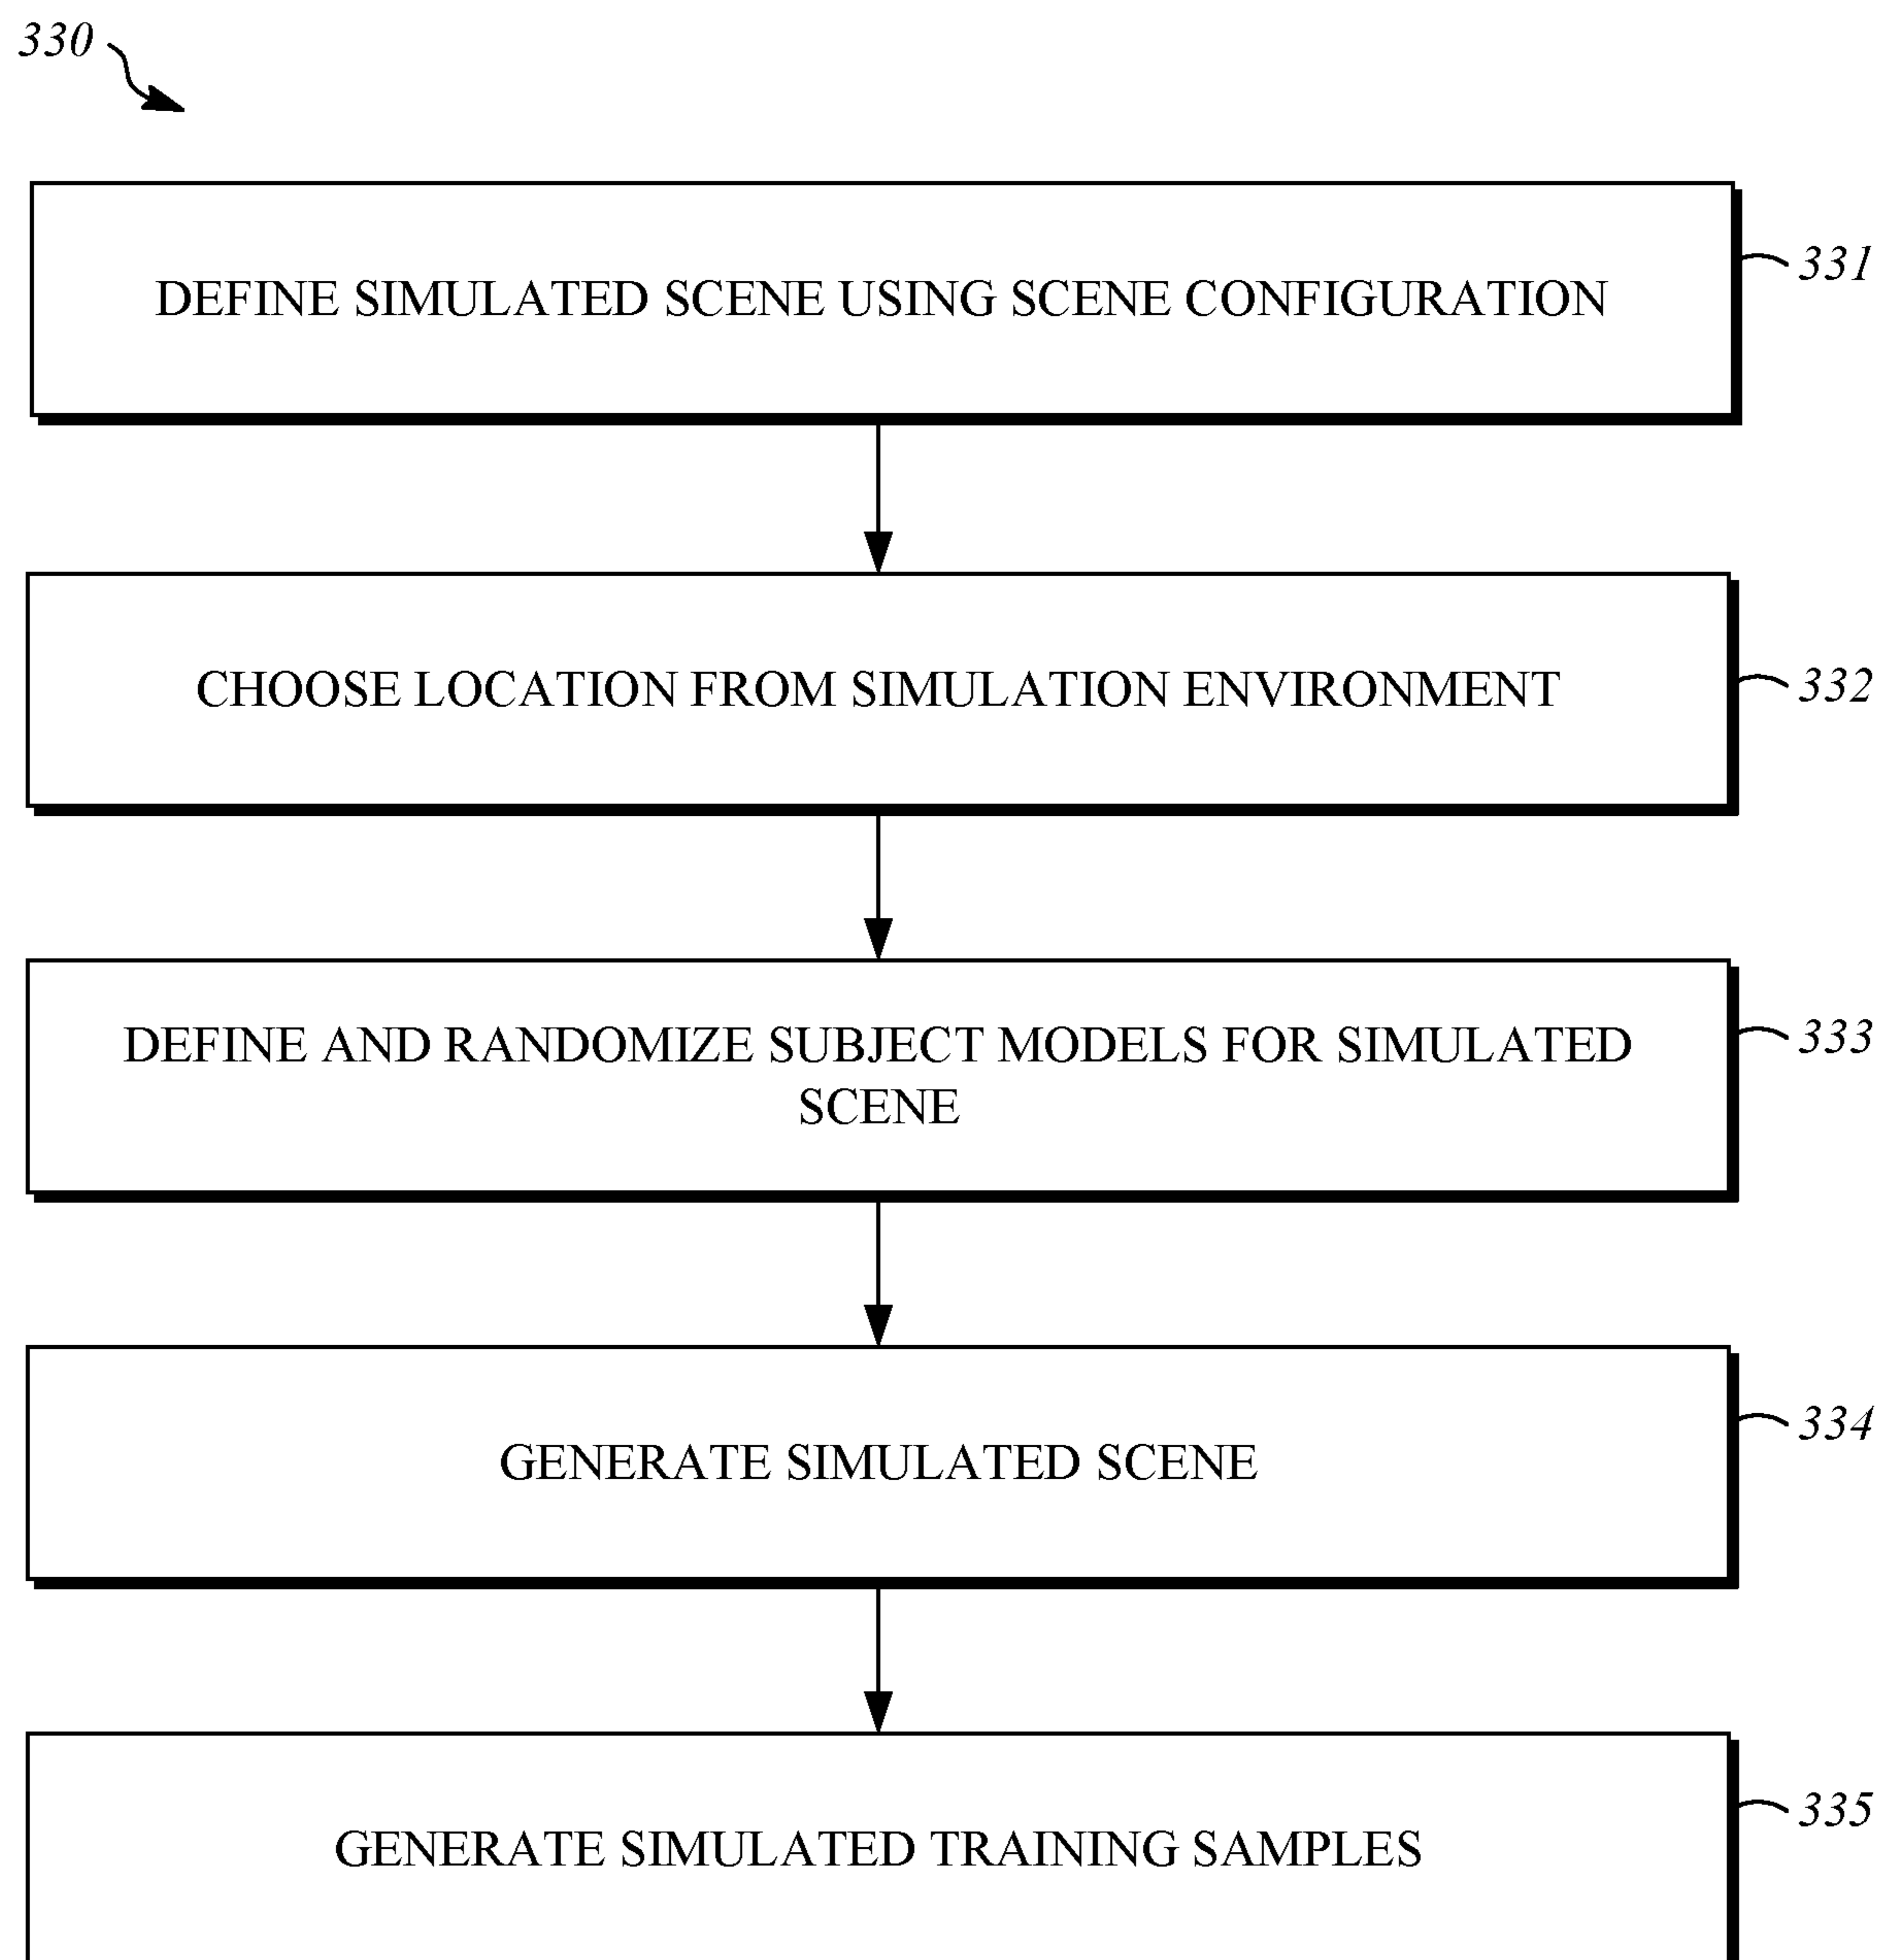 330
DEFINE SIMULATED SCENE USING SCENE CONFIGURATION
331
CHOOSE LOCATION FROM SIMULATION ENVIRONMENT
332
DEFINE AND RANDOMIZE SUBJECT MODELS FOR SIMULATED
SCENE
333
GENERATE SIMULATED SCENE
334
GENERATE SIMULATED TRAINING SAMPLES
335